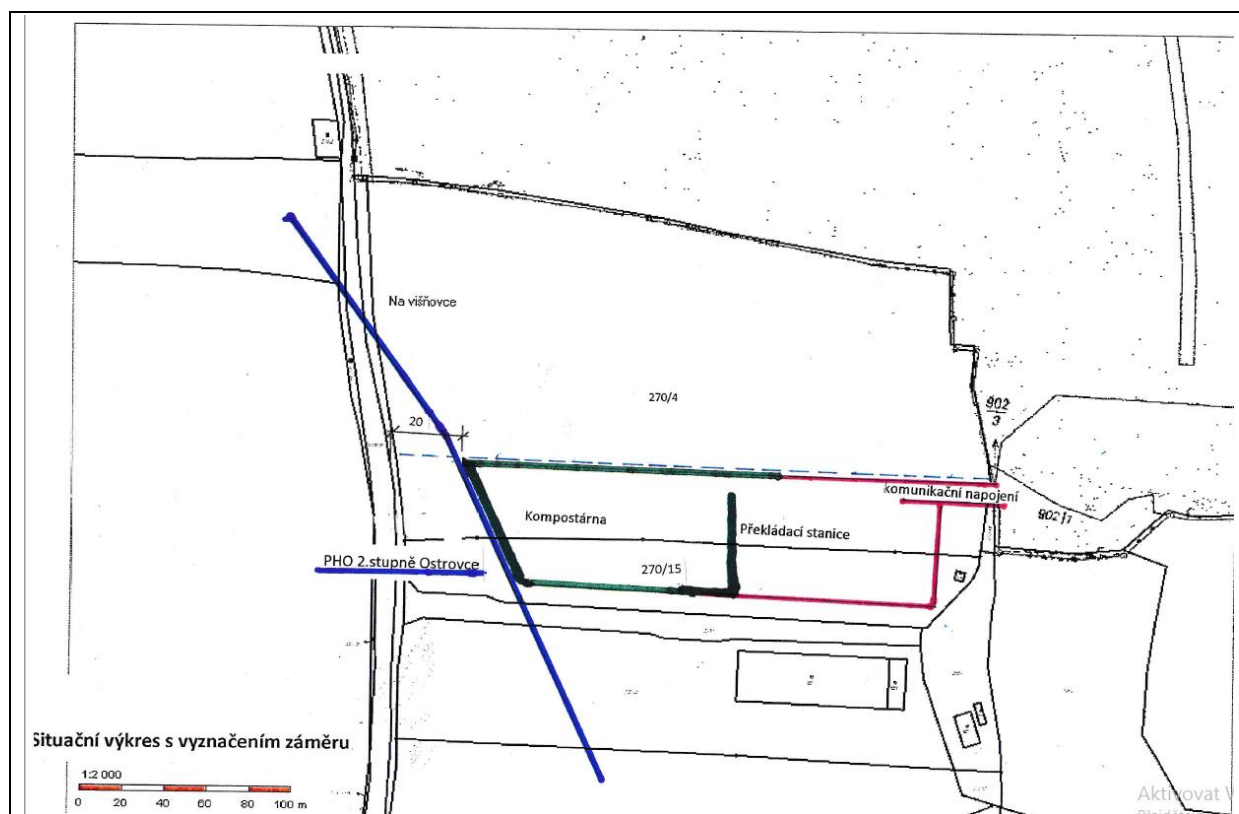 Na višňovce
270/4
902
3
20
komunikační napojení
902/1
Kompostárna
Překládací stanice
PHO 2.stupně Ostrovce
270/15
Situační výkres s vyznačením záměru
1:2 000
0 20 40 60 80 100 m
Aktivovat V